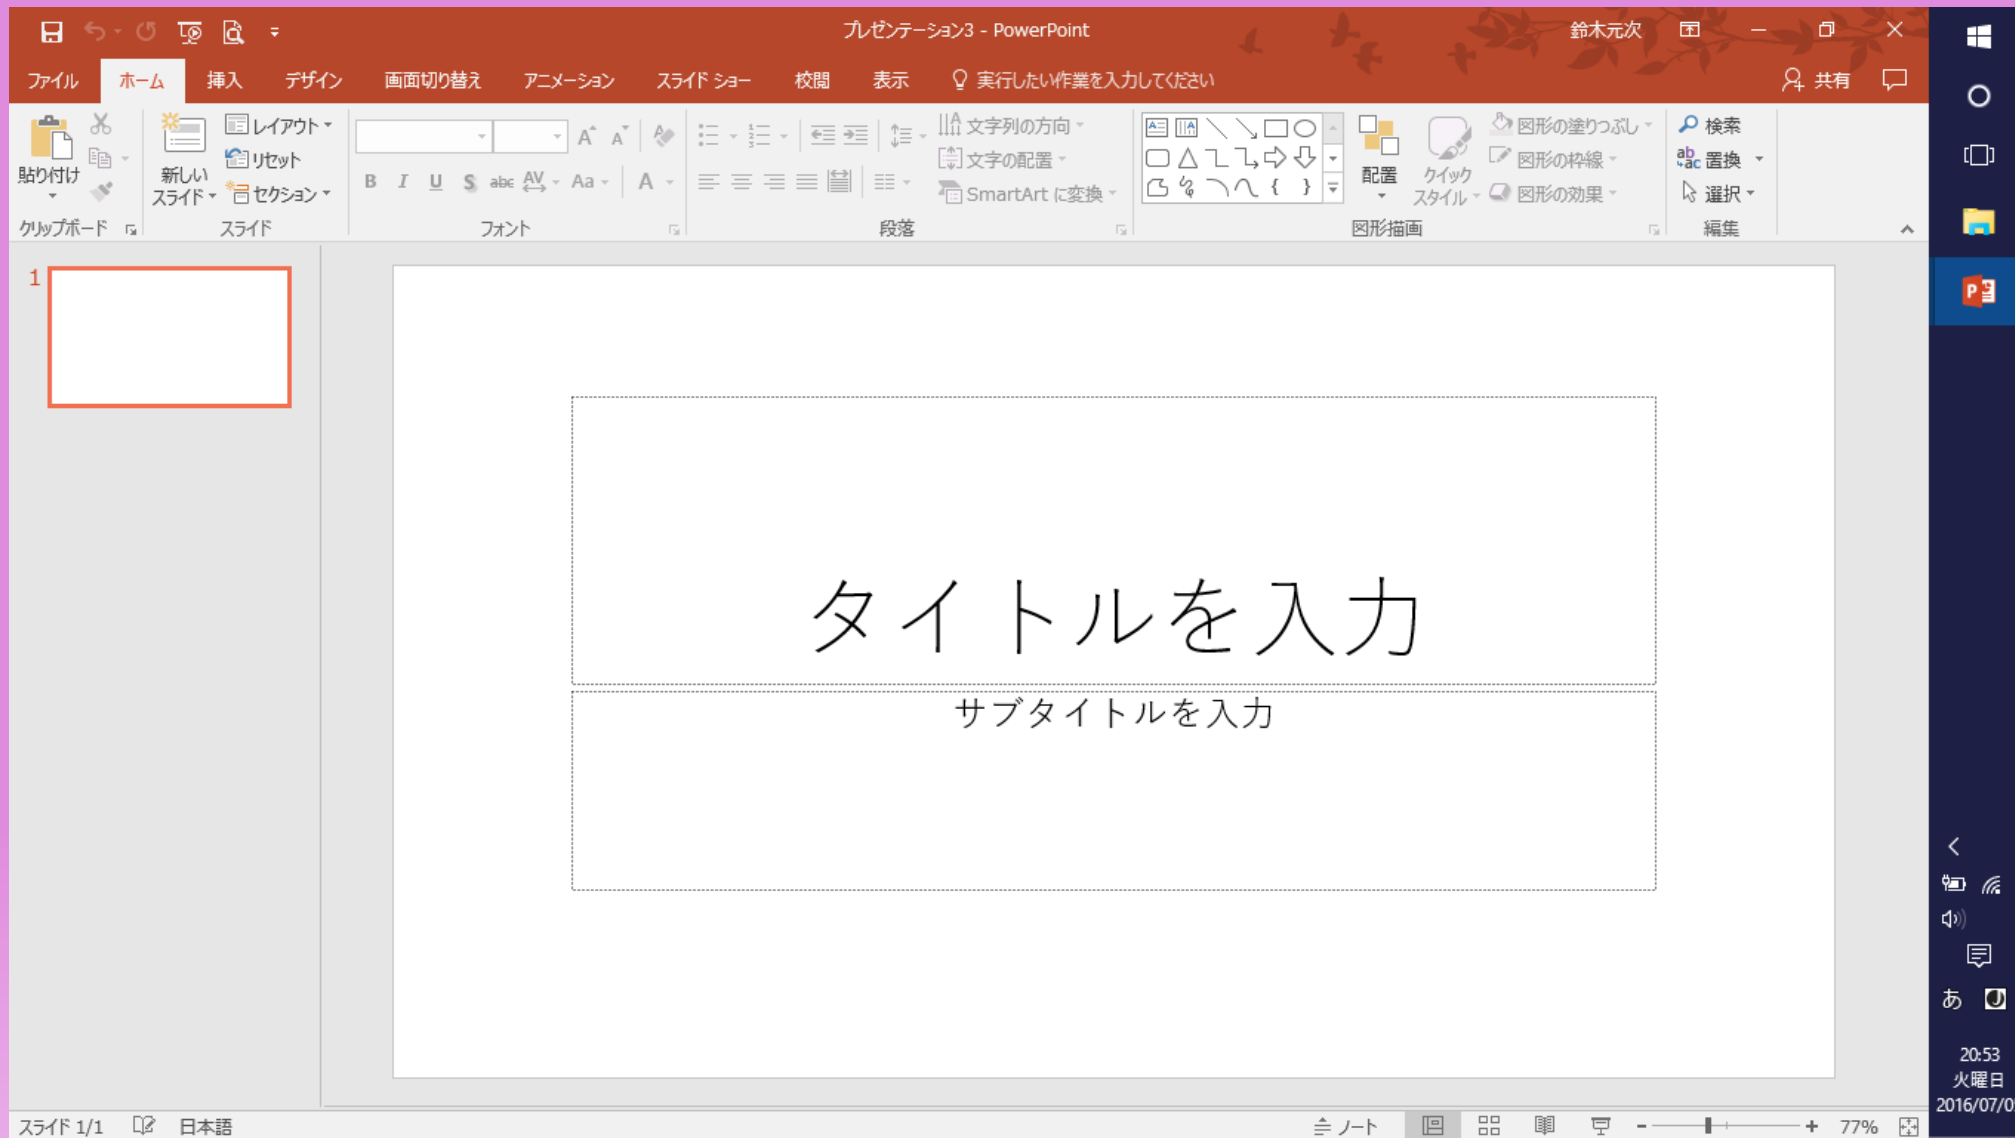 プレゼンテーション3 - PowerPoint
鈴木元次
ファイル ホーム 挿入 デザイン 画面切り替え アニメーション スライド ショー 校閲 表示 実行したい作業を入力してください 共有
貼り付け
クリップボード
新しい
スライド
レイアウト
リセット
セクション
スライド
B I U S abc AV Aa A
フォント
文字列の方向
文字の配置
SmartArt に変換
段落
配置
クイック
スタイル
図形の塗りつぶし
図形の枠線
図形の効果
図形描画
検索
置換
選択
編集
1
タイトルを入力
サブタイトルを入力
スライド 1/1 日本語
ノート
77%
あ
20:53
火曜日
2016/07/0